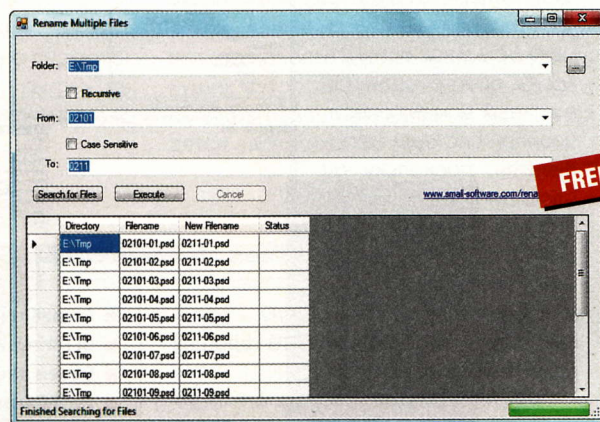 Rename Multiple Files
Folder: E:\Tmp
...
Recursive
From: 02101
Case Sensitive
To: 0211
Search for Files Execute Cancel www.small-software.com/rena
FREE
Directory Filename New Filename Status
E:\Tmp 02101-01.psd 0211-01.psd
E:\Tmp 02101-02.psd 0211-02.psd
E:\Tmp 02101-03.psd 0211-03.psd
E:\Tmp 02101-04.psd 0211-04.psd
E:\Tmp 02101-05.psd 0211-05.psd
E:\Tmp 02101-06.psd 0211-06.psd
E:\Tmp 02101-07.psd 0211-07.psd
E:\Tmp 02101-08.psd 0211-08.psd
E:\Tmp 02101-09.psd 0211-09.psd
Finished Searching for Files